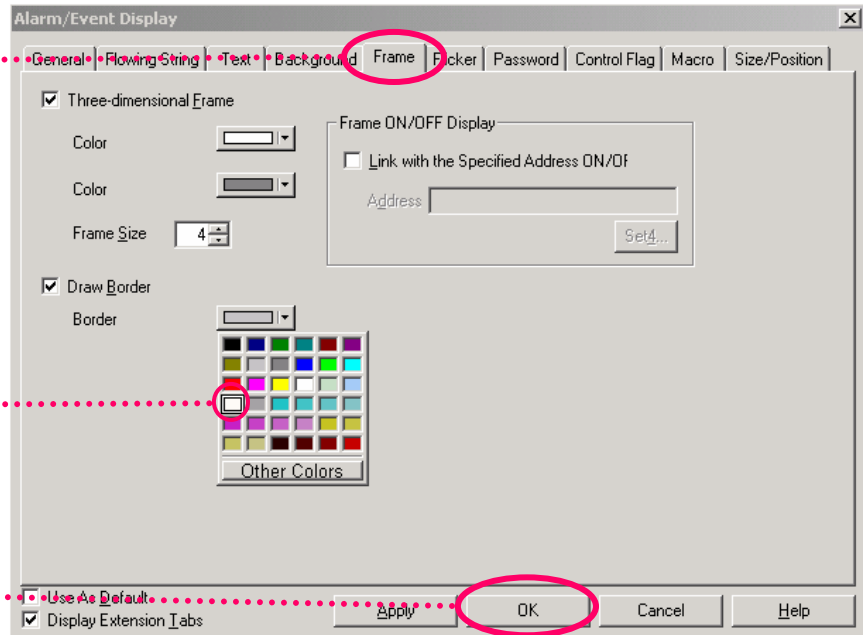 Alarm/Event Display
General Flowing String Text Background Frame Flicker Password Control Flag Macro Size/Position
Three-dimensional Frame
Color
Color
Frame Size 4
Frame ON/OFF Display
Link with the Specified Address ON/OF
Address
Set4...
Draw Border
Border
Other Colors
Use As Default
Display Extension Tabs
Apply OK Cancel Help